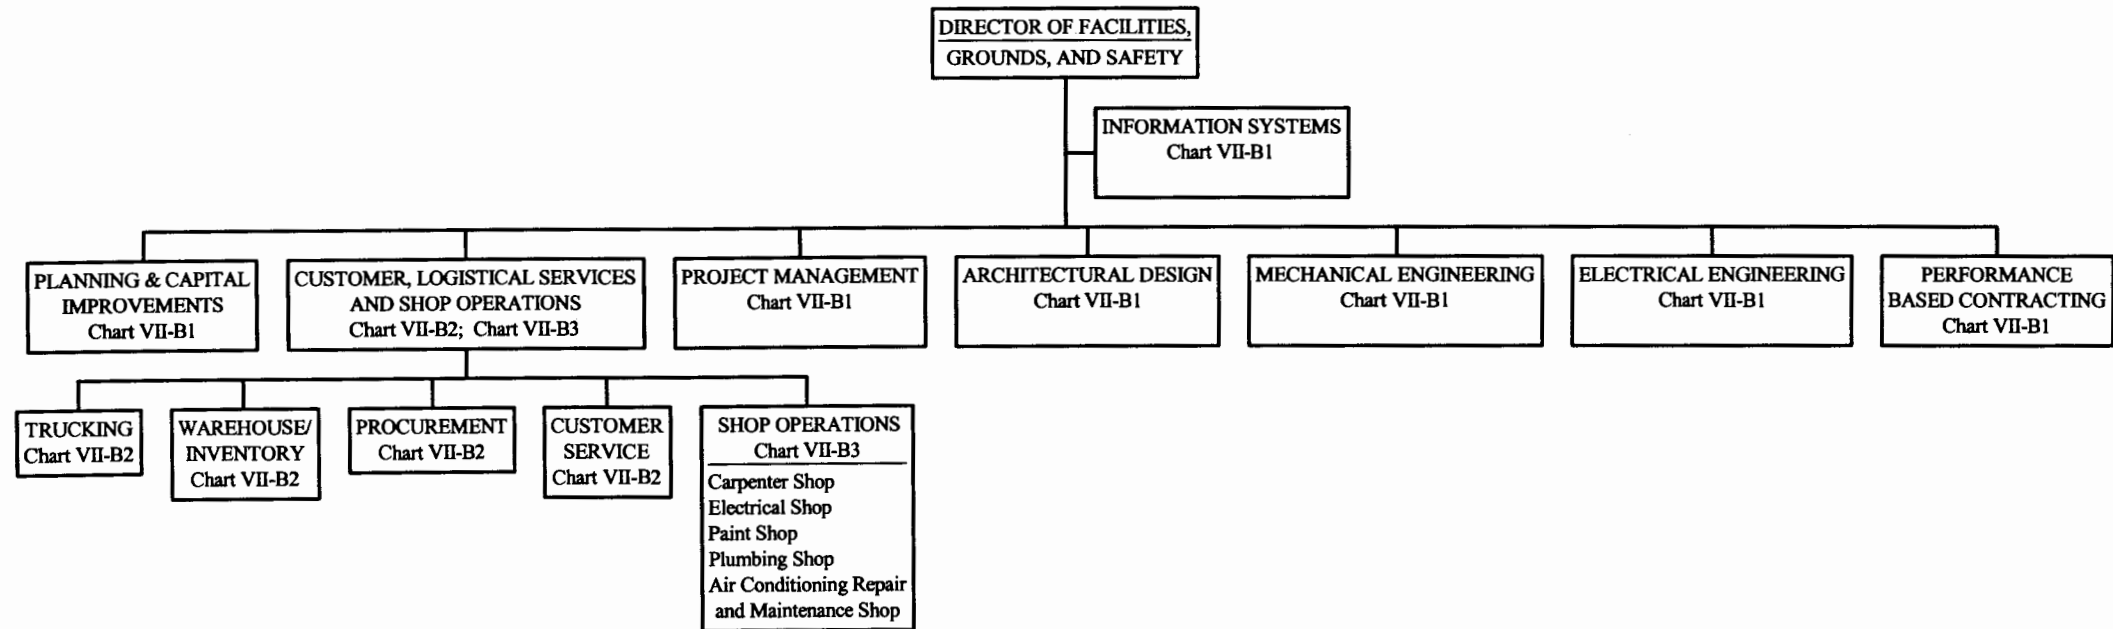 DIRECTOR OF FACILITIES,
GROUNDS, AND SAFETY
INFORMATION SYSTEMS
Chart VII-B1
PLANNING & CAPITAL
IMPROVEMENTS
Chart VII-B1
CUSTOMER, LOGISTICAL SERVICES
AND SHOP OPERATIONS
Chart VII-B2; Chart VII-B3
PROJECT MANAGEMENT
Chart VII-B1
ARCHITECTURAL DESIGN
Chart VII-B1
MECHANICAL ENGINEERING
Chart VII-B1
ELECTRICAL ENGINEERING
Chart VII-B1
PERFORMANCE
BASED CONTRACTING
Chart VII-B1
TRUCKING
Chart VII-B2
WAREHOUSE/
INVENTORY
Chart VII-B2
PROCUREMENT
Chart VII-B2
CUSTOMER
SERVICE
Chart VII-B2
SHOP OPERATIONS
Chart VII-B3
Carpenter Shop
Electrical Shop
Paint Shop
Plumbing Shop
Air Conditioning Repair
and Maintenance Shop